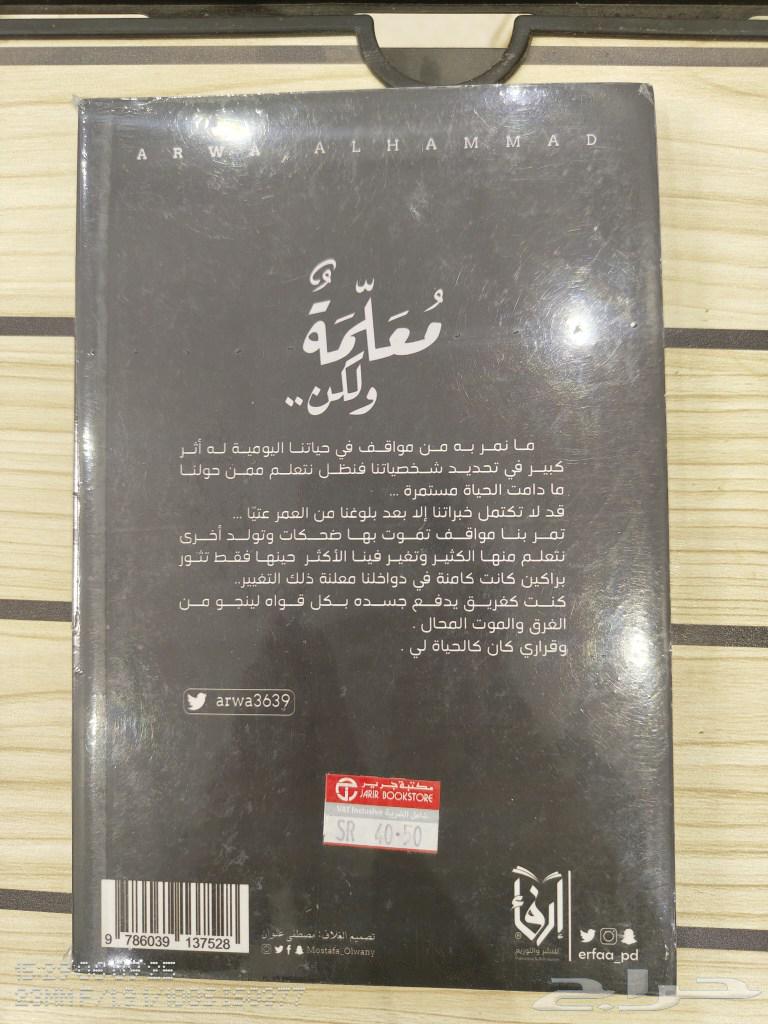 ARWA ALHAMMAD
مُعَلِّمَةٌ
ولكن..
ما نمر به من مواقف في حياتنا اليومية له أثر
كبير في تحديد شخصياتنا فنظل نتعلم ممن حولنا
ما دامت الحياة مستمرة ...
قد لا تكتمل خبراتنا إلا بعد بلوغنا من العمر عتيًا ...
تمر بنا مواقف تموت بها ضحكات وتولد أخرى
نتعلم منها الكثير وتغير فينا الأكثر حينها فقط تثور
براكين كانت كامنة في دواخلنا معلنة ذلك التغيير..
كنت كغريق يدفع جسده بكل قواه لينجو من
الغرق والموت المحال .
وقراري كان كالحياة لي .
arwa3639
مكتبة جرير
JARIR BOOKSTORE
VAT Inclusive شامل الضريبة
SR 40.50
9 786039 137528
تصميم الغلاف: مصطفى علوان
Mostafa_Olwany
إرفاء
للنشر والتوزيع
erfaa_pd
حراج